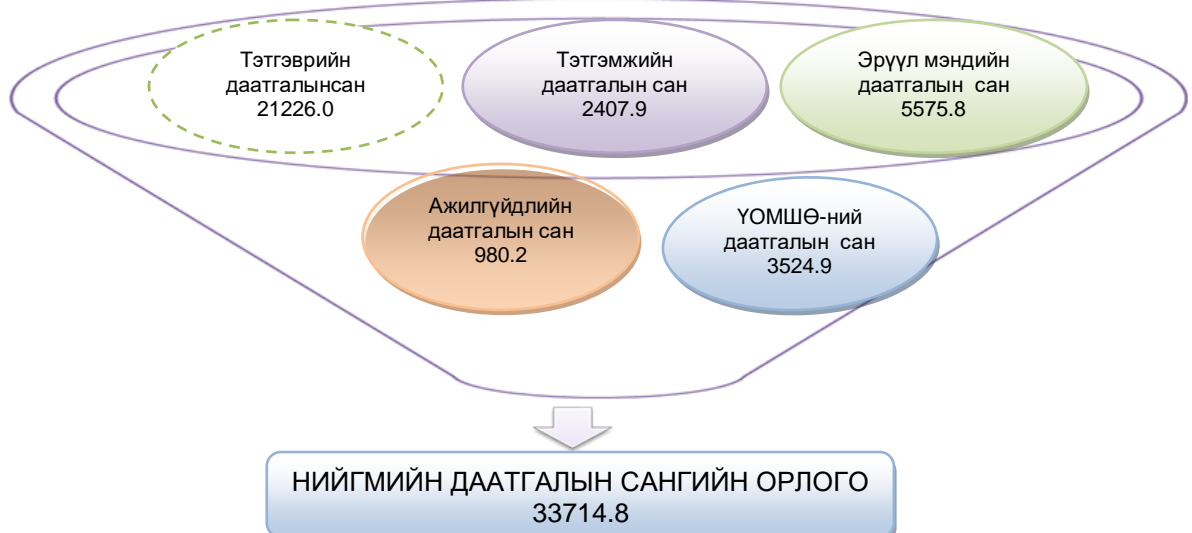 Тэтгэврийн
даатгалынсан
21226.0
Тэтгэмжийн
даатгалын сан
2407.9
Эрүүл мэндийн
даатгалын сан
5575.8
Ажилгүйдлийн
даатгалын сан
980.2
ҮОМШӨ-ний
даатгалын сан
3524.9
НИЙГМИЙН ДААТГАЛЫН САНГИЙН ОРЛОГО
33714.8